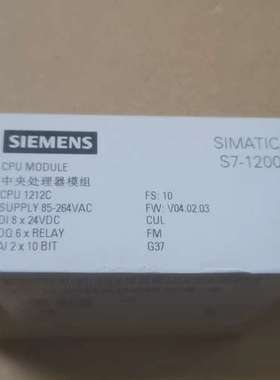 SIEMENS
SIMATIC
S7-1200
CPU MODULE
中央处理器模组
CPU 1212C FS: 10
SUPPLY 85-264VAC FW: V04.02.03
DI 8 x 24VDC CUL
DQ 6 x RELAY FM
AI 2 x 10 BIT G37